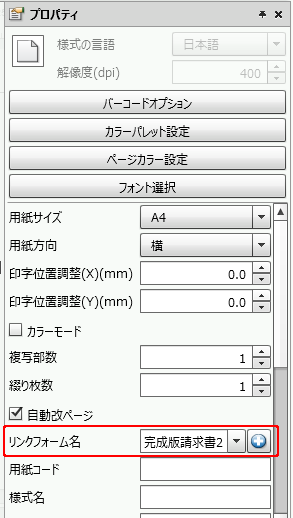 プロパティ
様式の言語 日本語
解像度(dpi) 400
バーコードオプション
カラーパレット設定
ページカラー設定
フォント選択
用紙サイズ A4
用紙方向 横
印字位置調整(X)(mm) 0.0
印字位置調整(Y)(mm) 0.0
カラーモード
複写部数 1
綴り枚数 1
自動改ページ
リンクフォーム名 完成版請求書2
用紙コード
様式名